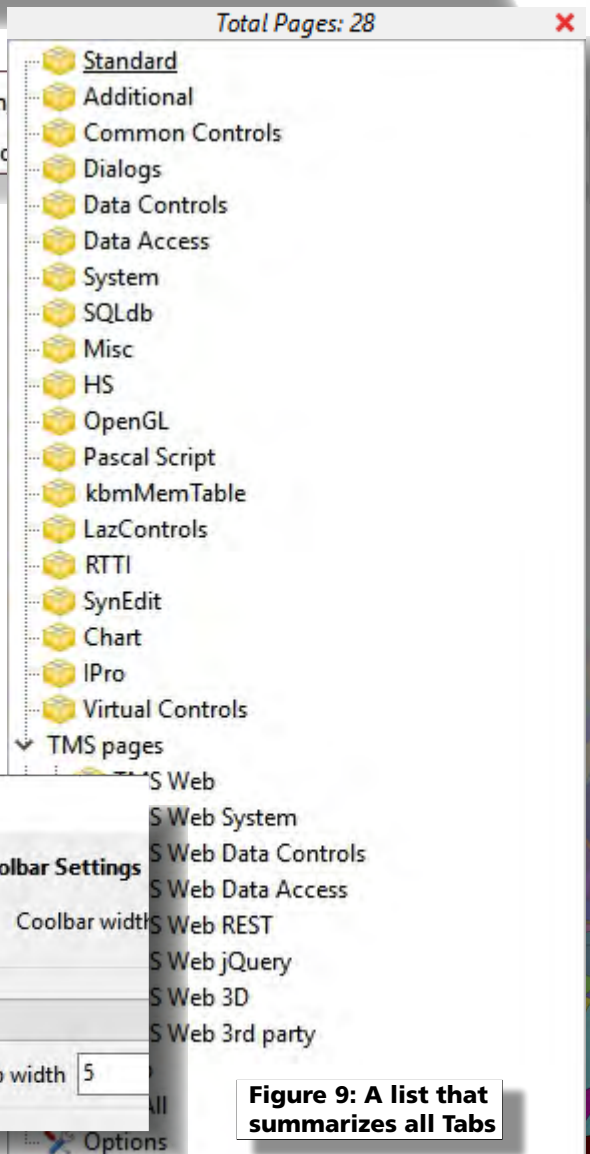 Total Pages: 28
Standard
Additional
Common Controls
Dialogs
Data Controls
Data Access
System
SQLdb
Misc
HS
OpenGL
Pascal Script
kbmMemTable
LazControls
RTTI
SynEdit
Chart
IPro
Virtual Controls
TMS pages
S Web
S Web System
S Web Data Controls
S Web Data Access
S Web REST
S Web jQuery
S Web 3D
S Web 3rd party
All
Options
olbar Settings
Coolbar width
width 5
Figure 9: A list that
summarizes all Tabs